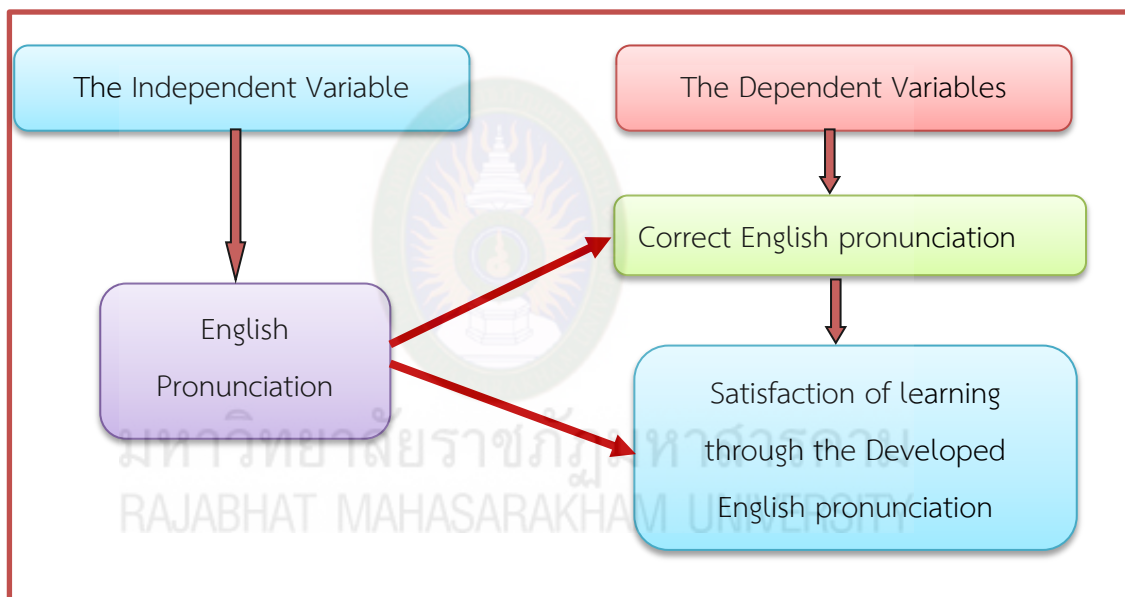 The Independent Variable
The Dependent Variables
Correct English pronunciation
English
Pronunciation
Satisfaction of learning
through the Developed
English pronunciation
มหาวิทยาลัยราชภัฏมหาสารคาม
RAJABHAT MAHASARAKHAM UNIVERSITY